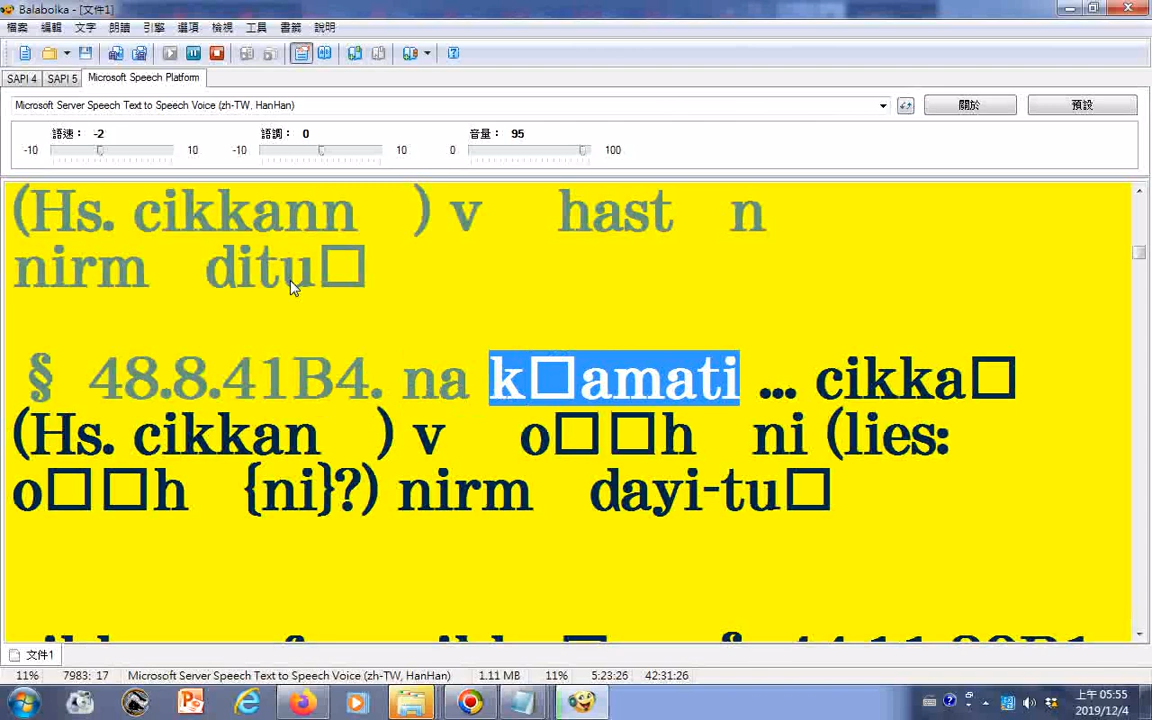 Balabolka - [文件1]
檔案 編輯 文字 朗讀 引擎 選項 檢視 工具 書籤 說明
SAPI 4 SAPI 5 Microsoft Speech Platform
Microsoft Server Speech Text to Speech Voice (zh-TW, HanHan) 關於 預設
語速： -2 語調： 0 音量： 95
-10 10 -10 10 0 100
(Hs. cikkann ) v hast n
nirm ditu□
§ 48.8.41B4. na k□amati ... cikka□
(Hs. cikkan ) v o□□h ni (lies:
o□□h {ni}?) nirm dayi-tu□
文件1
11% 7983: 17 Microsoft Server Speech Text to Speech Voice (zh-TW, HanHan) 1.11 MB 11% 5:23:26 42:31:26
上午 05:55
2019/12/4